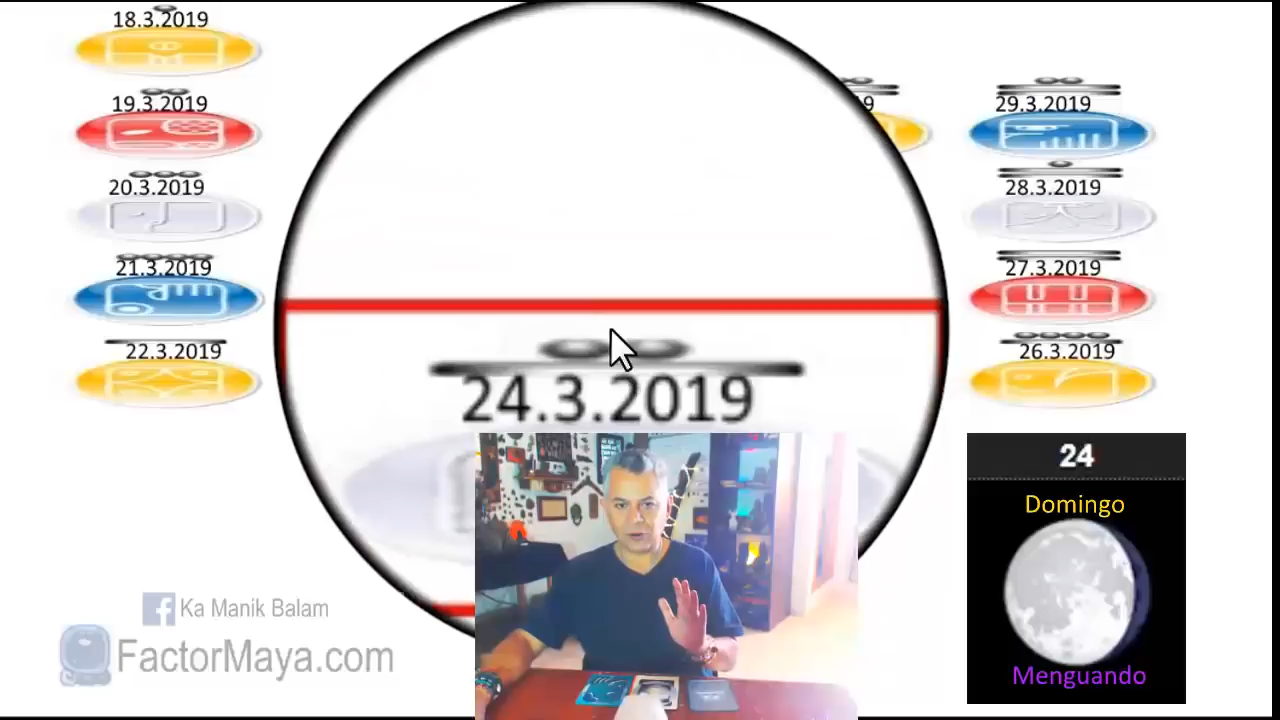 18.3.2019
19.3.2019
20.3.2019
21.3.2019
22.3.2019
24.3.2019
29.3.2019
28.3.2019
27.3.2019
26.3.2019
24
Domingo
Menguando
Ka Manik Balam
FactorMaya.com